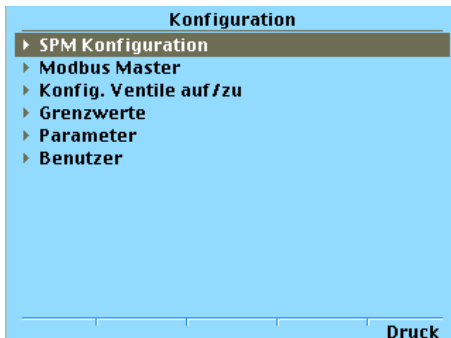 Konfiguration
SPM Konfiguration
Modbus Master
Konfig. Ventile auf/zu
Grenzwerte
Parameter
Benutzer
Druck